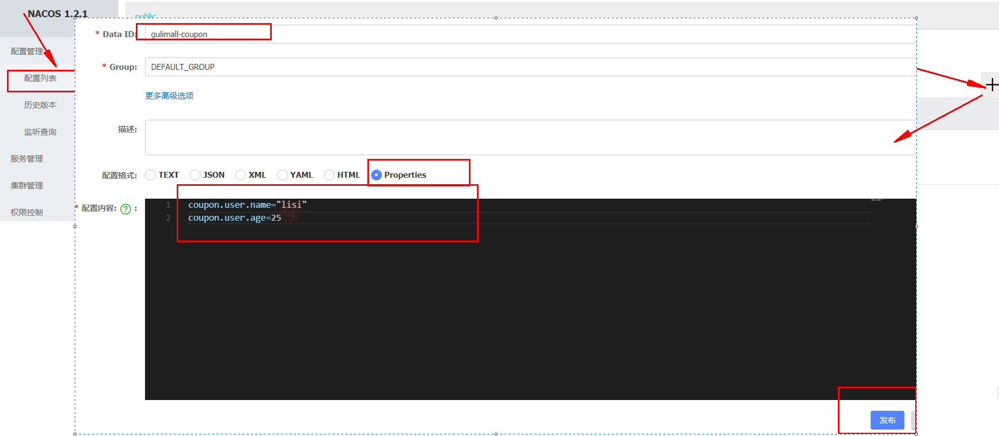 NACOS 1.2.1
public
配置管理
配置列表
历史版本
监听查询
服务管理
集群管理
权限控制
* Data ID: gulimall-coupon
* Group: DEFAULT_GROUP
更多高级选项
描述:
配置格式: TEXT JSON XML YAML HTML Properties
* 配置内容: ? :
1 coupon.user.name="lisi"
2 coupon.user.age=25
发布